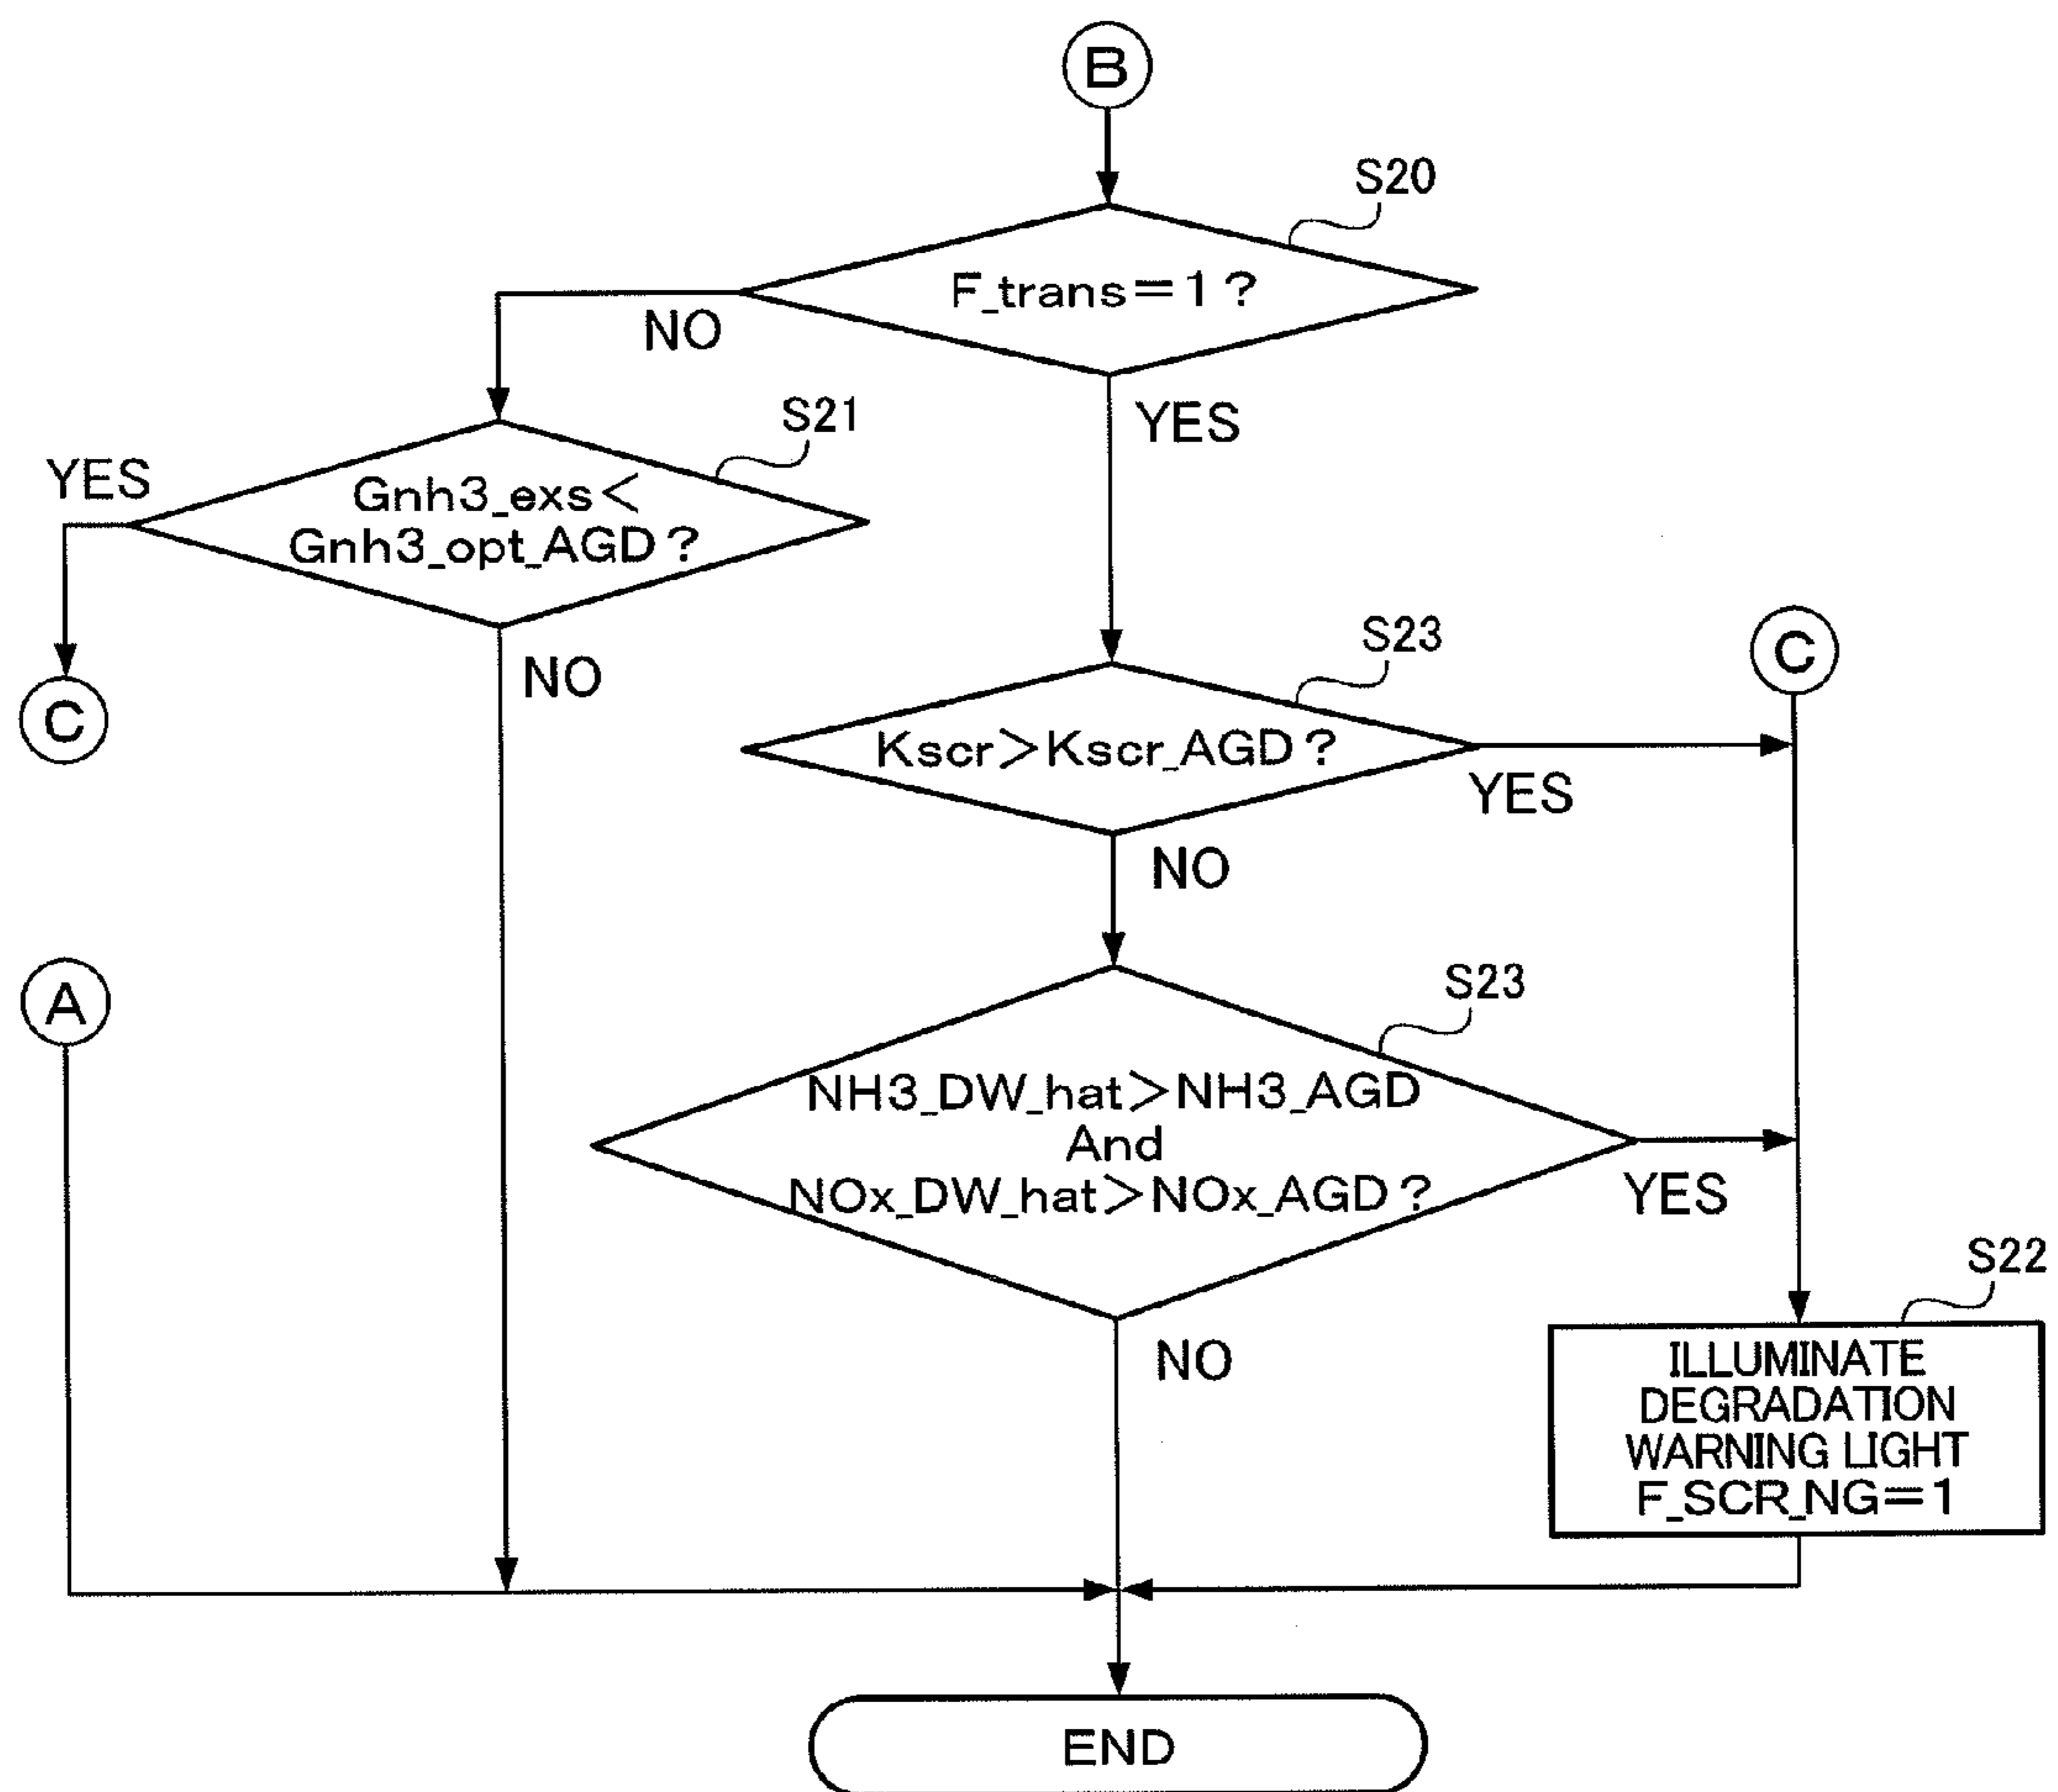 B
S20
F_trans=1?
NO
YES
S21
YES
Gnh3_exs<
Gnh3_opt_AGD?
NO
C
S23
C
Kscr>Kscr_AGD?
YES
NO
A
S23
NH3_DW_hat>NH3_AGD
And
NOx_DW_hat>NOx_AGD?
YES
NO
S22
ILLUMINATE
DEGRADATION
WARNING LIGHT
F_SCR_NG=1
END